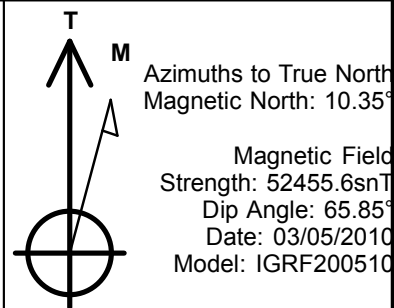 T
M
Azimuths to True North
Magnetic North: 10.35°
Magnetic Field
Strength: 52455.6snT
Dip Angle: 65.85°
Date: 03/05/2010
Model: IGRF200510